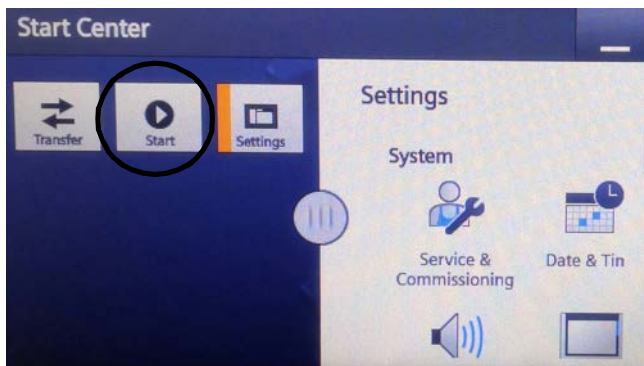 Start Center
Transfer
Start
Settings
Settings
System
Service &
Commissioning
Date & Tin